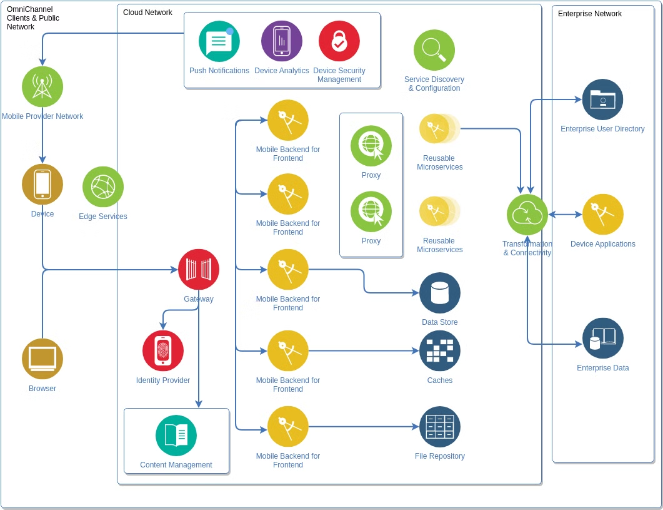 OmniChannel
Clients & Public
Network
Cloud Network
Enterprise Network
Push Notifications
Device Analytics
Device Security
Management
Service Discovery
& Configuration
Mobile Provider Network
Enterprise User Directory
Mobile Backend for
Frontend
Proxy
Reusable
Microservices
Device
Edge Services
Mobile Backend for
Frontend
Proxy
Reusable
Microservices
Transformation
& Connectivity
Device Applications
Gateway
Mobile Backend for
Frontend
Data Store
Browser
Identity Provider
Mobile Backend for
Frontend
Caches
Enterprise Data
Content Management
Mobile Backend for
Frontend
File Repository